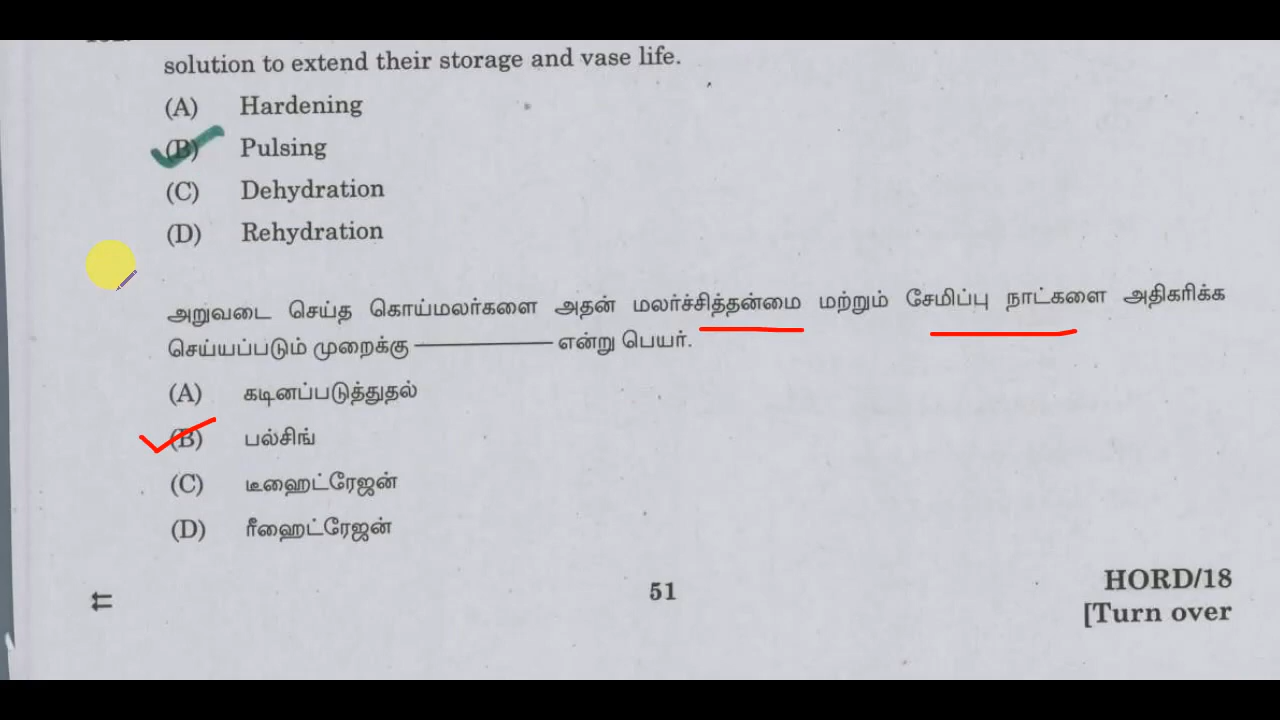 solution to extend their storage and vase life.
(A) Hardening
(B) Pulsing
(C) Dehydration
(D) Rehydration
அறுவடை செய்த கொய்மலர்களை அதன் மலர்ச்சித்தன்மை மற்றும் சேமிப்பு நாட்களை அதிகரிக்க
செய்யப்படும் முறைக்கு ———— என்று பெயர்.
(A) கடினப்படுத்துதல்
(B) பல்சிங்
(C) டீஹைட்ரேஜன்
(D) ரீஹைட்ரேஜன்
51
HORD/18
[Turn over